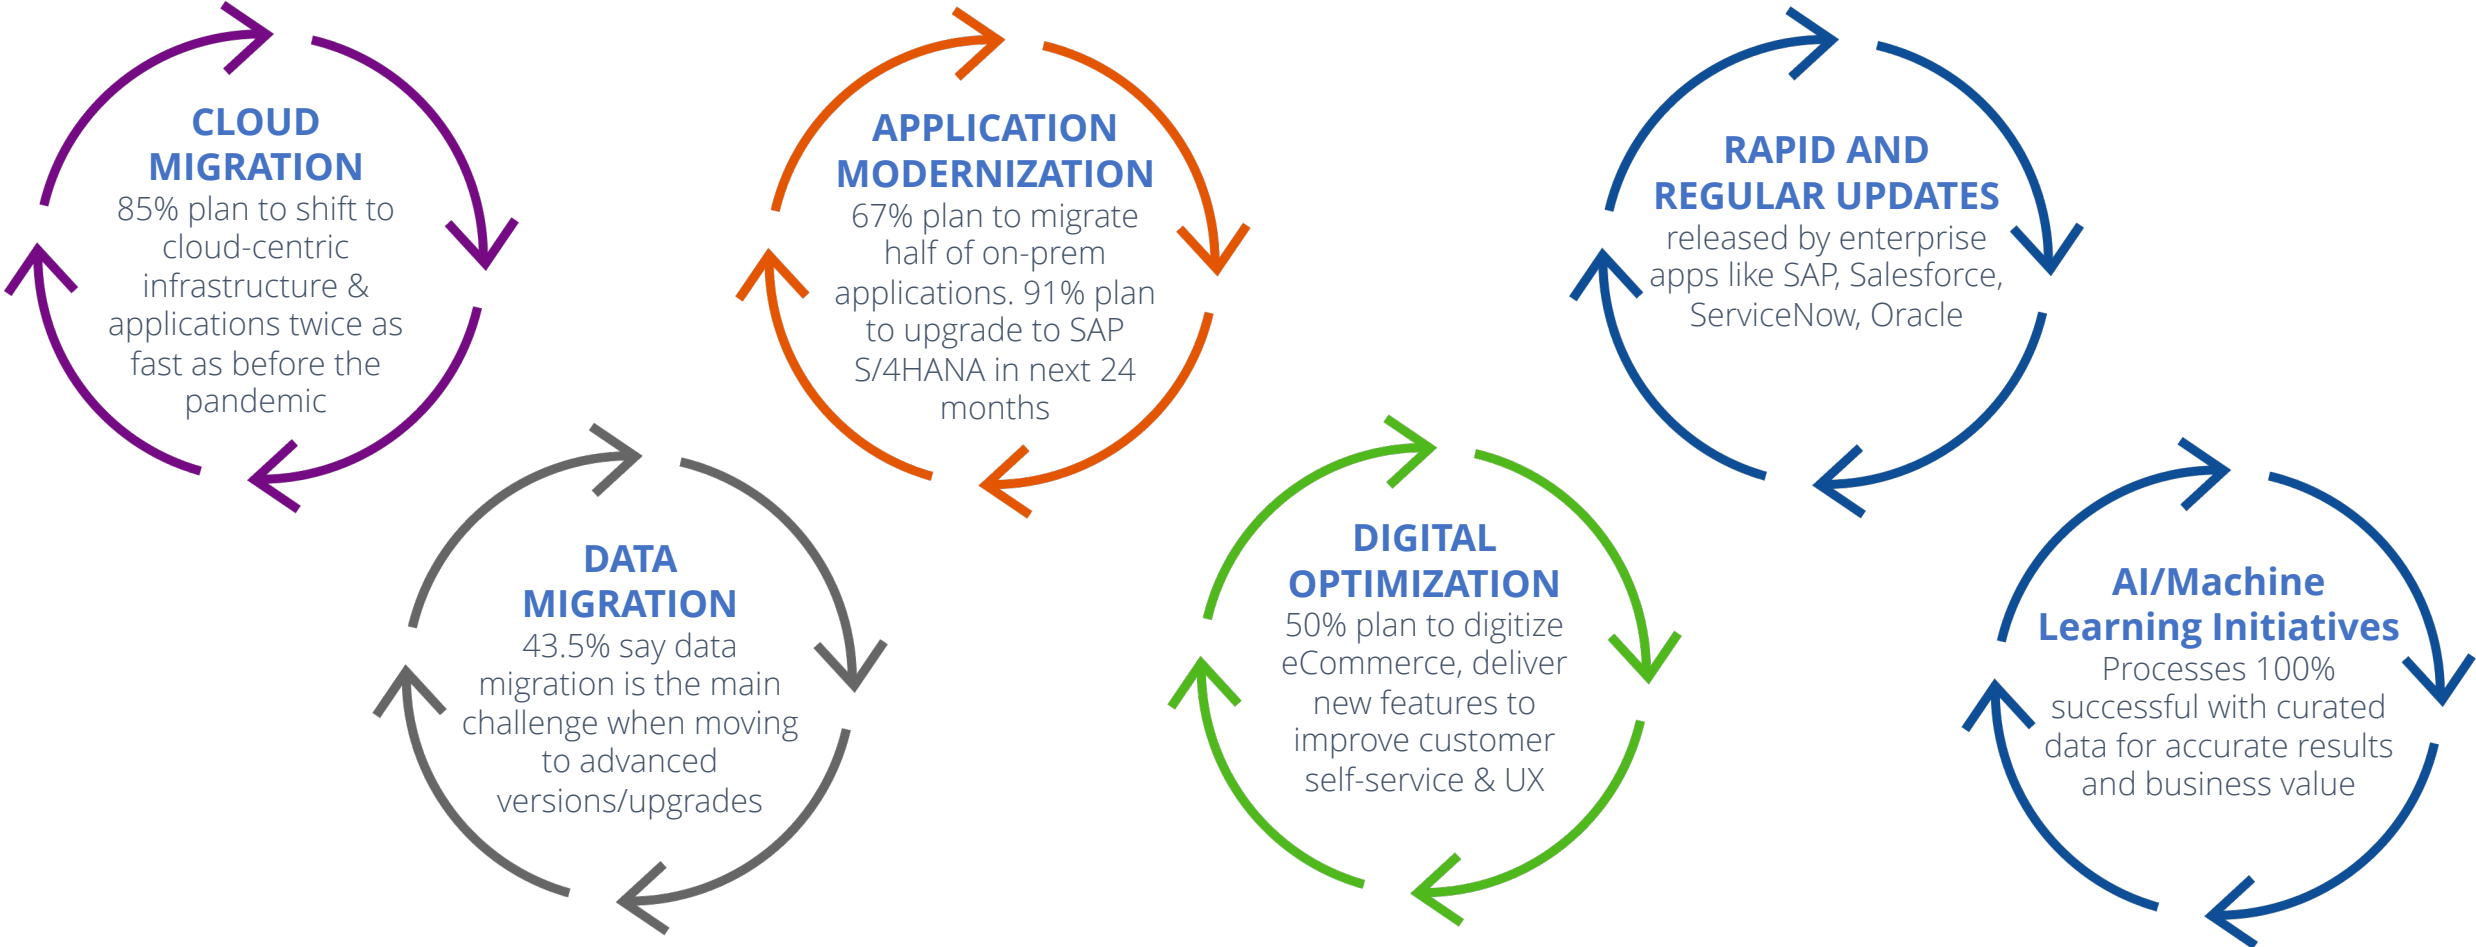 CLOUD
MIGRATION
85% plan to shift to
cloud-centric
infrastructure &
applications twice as
fast as before the
pandemic
DATA
MIGRATION
43.5% say data
migration is the main
challenge when moving
to advanced
versions/upgrades
APPLICATION
MODERNIZATION
67% plan to migrate
half of on-prem
applications. 91% plan
to upgrade to SAP
S/4HANA in next 24
months
DIGITAL
OPTIMIZATION
50% plan to digitize
eCommerce, deliver
new features to
improve customer
self-service & UX
RAPID AND
REGULAR UPDATES
released by enterprise
apps like SAP, Salesforce,
ServiceNow, Oracle
AI/Machine
Learning Initiatives
Processes 100%
successful with curated
data for accurate results
and business value